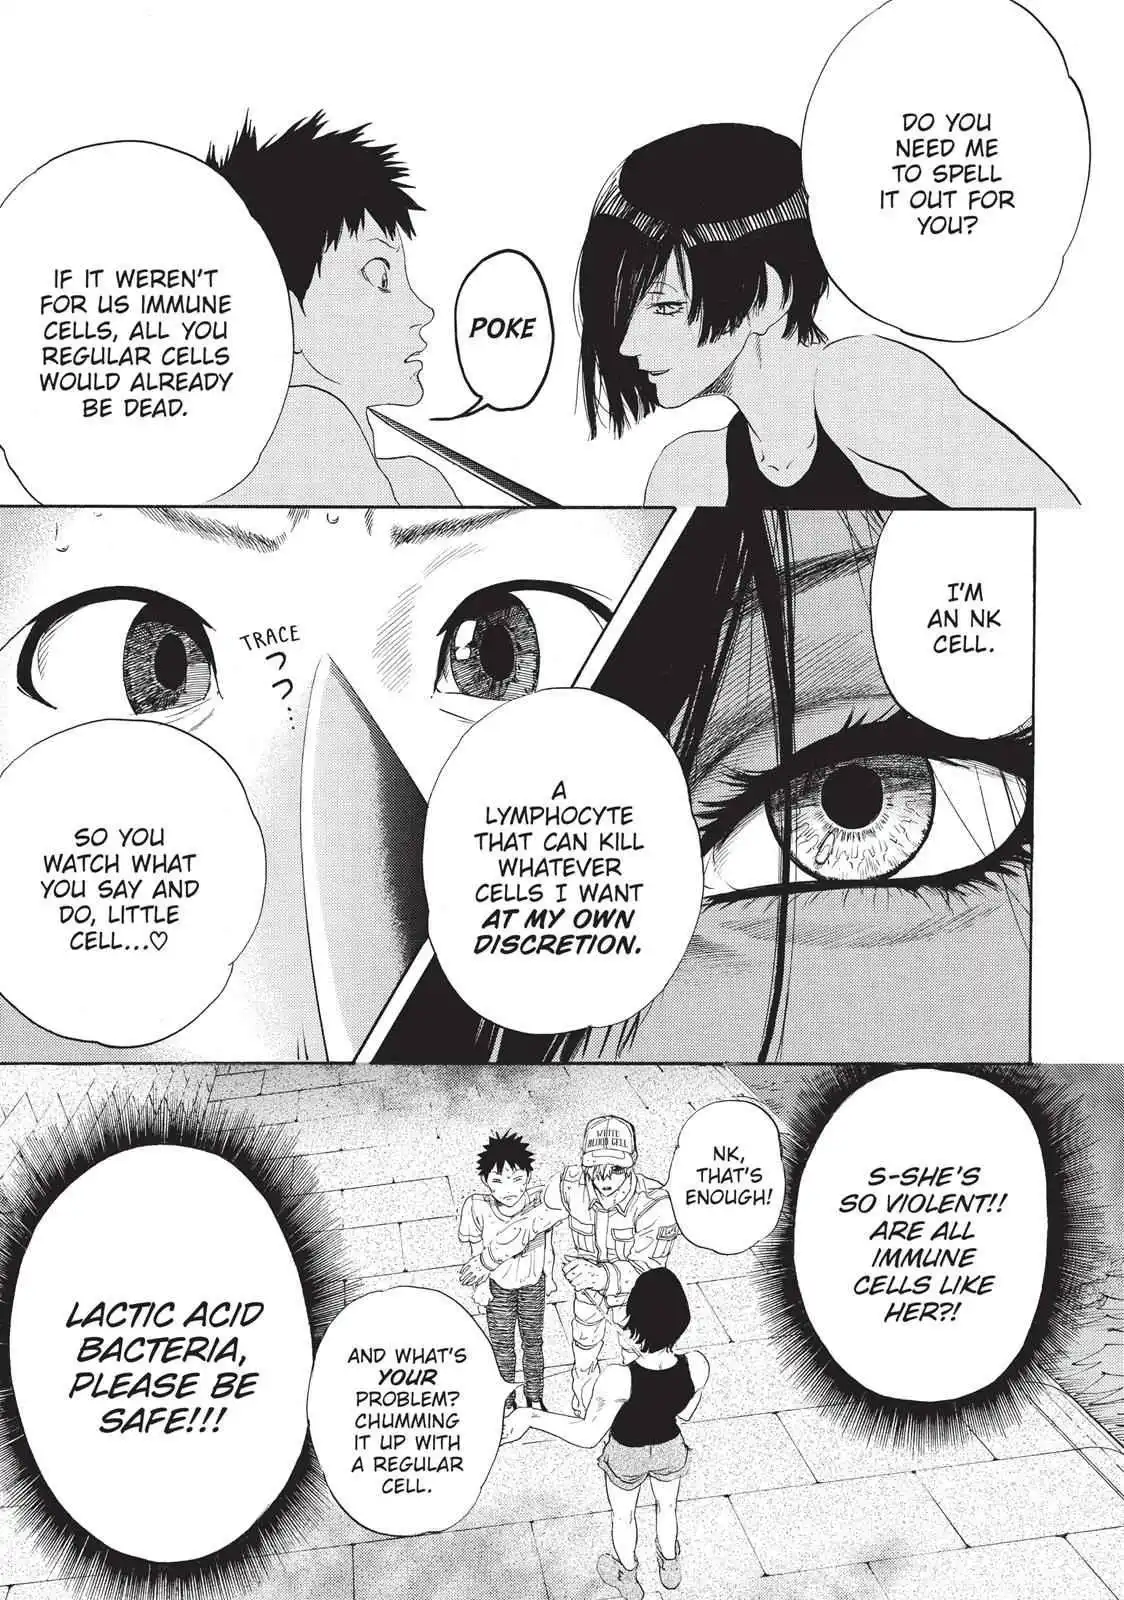 DO YOU
NEED ME
TO SPELL
IT OUT FOR
YOU?
POKE
IF IT WEREN'T
FOR US IMMUNE
CELLS, ALL YOU
REGULAR CELLS
WOULD ALREADY
BE DEAD.
I'M
AN NK
CELL.
A
LYMPHOCYTE
THAT CAN KILL
WHATEVER
CELLS I WANT
AT MY OWN
DISCRETION.
TRACE
つつ…
SO YOU
WATCH WHAT
YOU SAY AND
DO, LITTLE
CELL...♡
S-SHE'S
SO VIOLENT!!
ARE ALL
IMMUNE
CELLS LIKE
HER?!
NK,
THAT'S
ENOUGH!
WHITE
BLOOD CELL
AND WHAT'S
YOUR
PROBLEM?
CHUMMING
IT UP WITH
A REGULAR
CELL.
LACTIC ACID
BACTERIA,
PLEASE BE
SAFE!!!